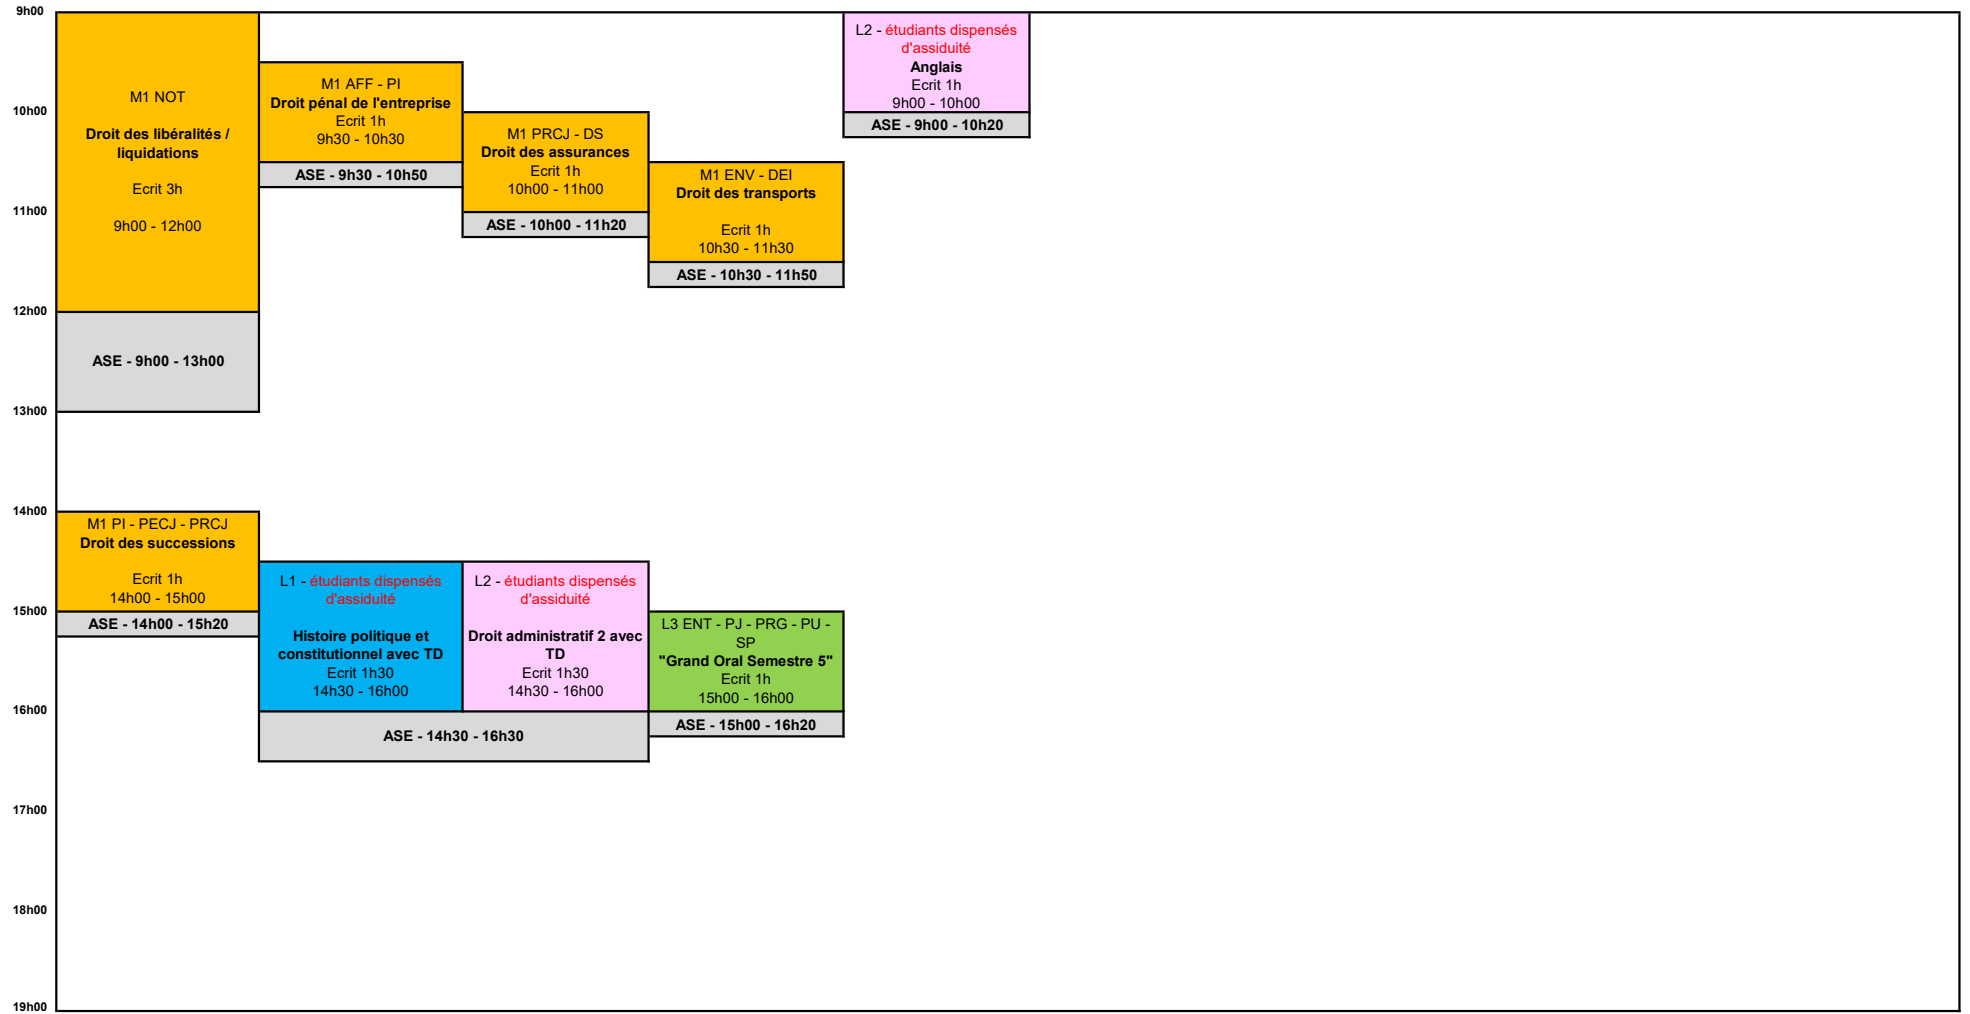 9h00
10h00
11h00
12h00
13h00
14h00
15h00
16h00
17h00
18h00
19h00
M1 NOT
Droit des libéralités /
liquidations
Ecrit 3h
9h00 - 12h00
ASE - 9h00 - 13h00
M1 AFF - PI
Droit pénal de l'entreprise
Ecrit 1h
9h30 - 10h30
ASE - 9h30 - 10h50
M1 PRCJ - DS
Droit des assurances
Ecrit 1h
10h00 - 11h00
ASE - 10h00 - 11h20
M1 ENV - DEI
Droit des transports
Ecrit 1h
10h30 - 11h30
ASE - 10h30 - 11h50
L2 - étudiants dispensés
d'assiduité
Anglais
Ecrit 1h
9h00 - 10h00
ASE - 9h00 - 10h20
M1 PI - PECJ - PRCJ
Droit des successions
Ecrit 1h
14h00 - 15h00
ASE - 14h00 - 15h20
L1 - étudiants dispensés
d'assiduité
Histoire politique et
constitutionnel avec TD
Ecrit 1h30
14h30 - 16h00
L2 - étudiants dispensés
d'assiduité
Droit administratif 2 avec
TD
Ecrit 1h30
14h30 - 16h00
ASE - 14h30 - 16h30
L3 ENT - PJ - PRG - PU -
SP
"Grand Oral Semestre 5"
Ecrit 1h
15h00 - 16h00
ASE - 15h00 - 16h20